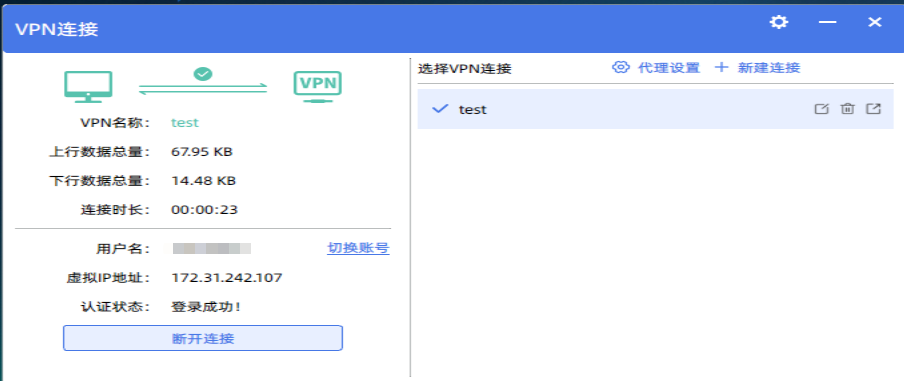 VPN连接
VPN
VPN名称： test
上行数据总量： 67.95 KB
下行数据总量： 14.48 KB
连接时长： 00:00:23
用户名： 切换账号
虚拟IP地址： 172.31.242.107
认证状态： 登录成功！
断开连接
选择VPN连接 代理设置 新建连接
test